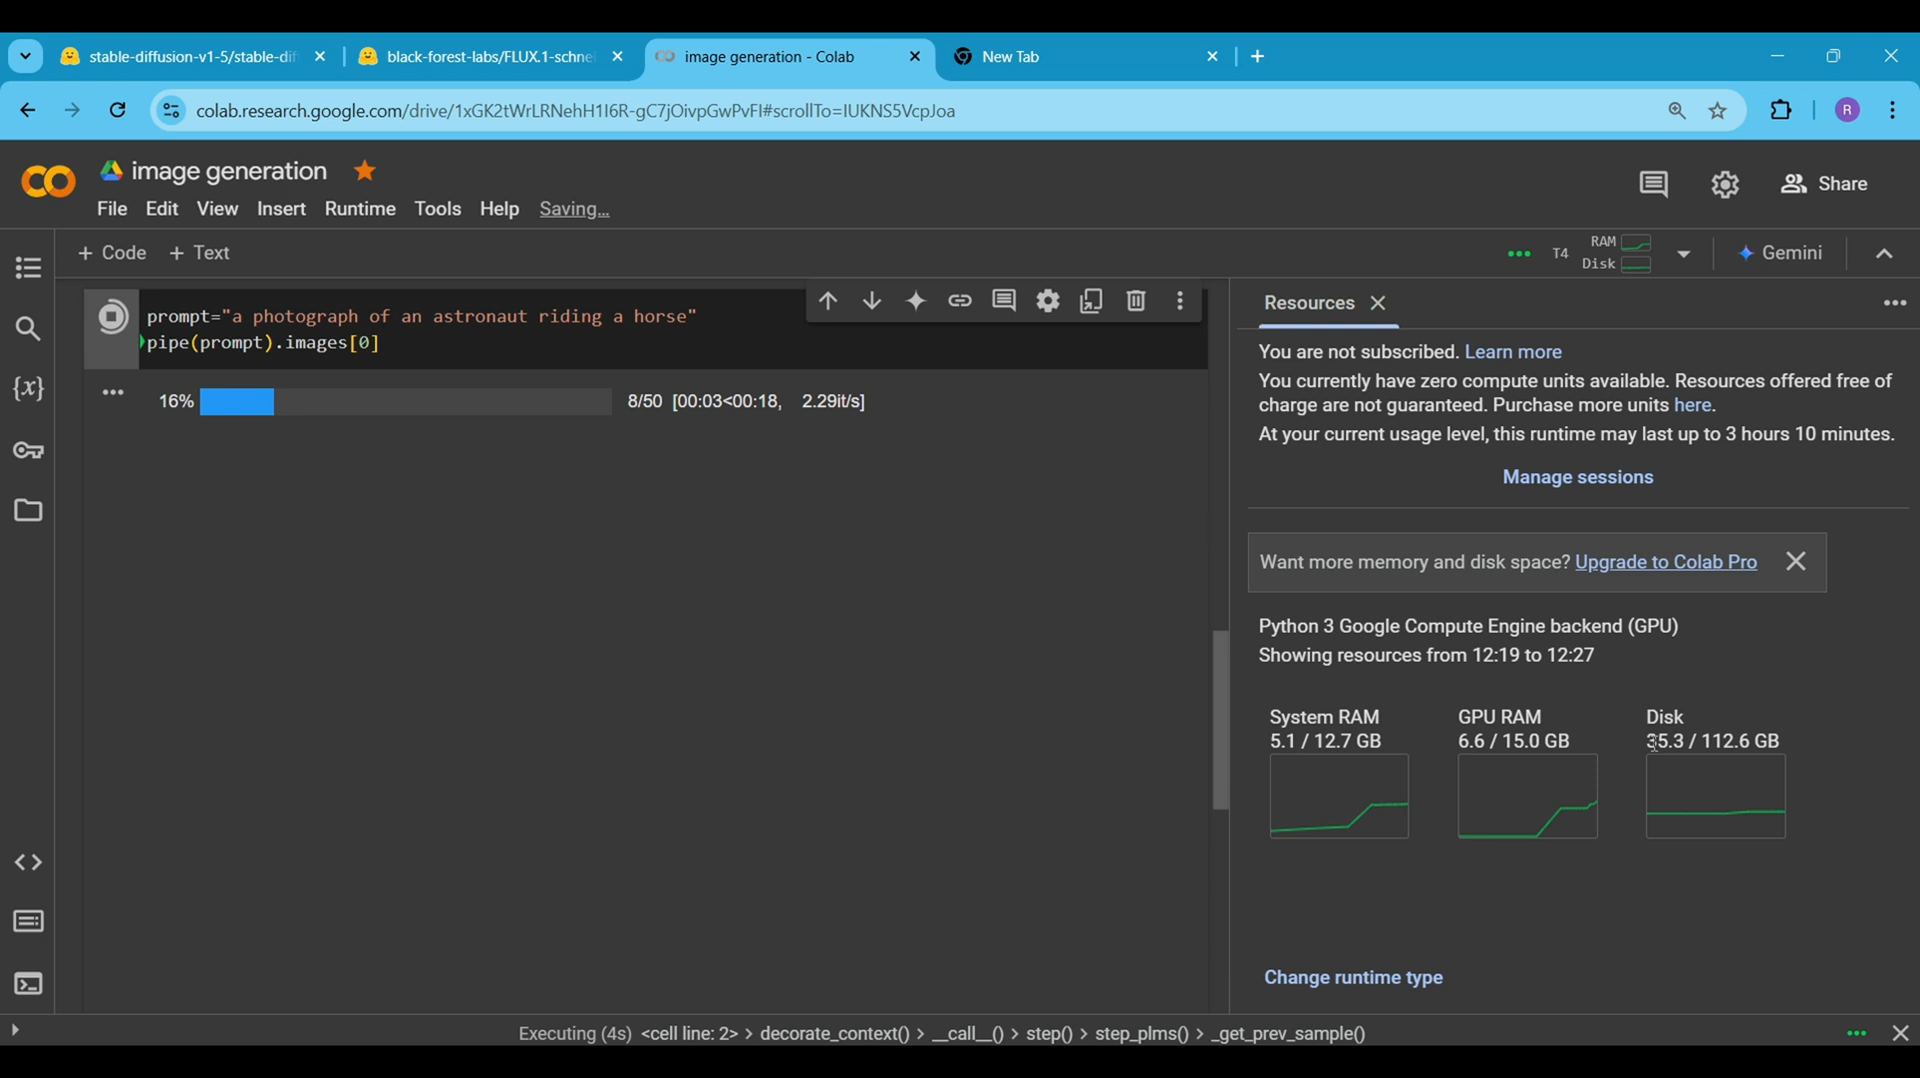 stable-diffusion-v1-5/stable-dif
black-forest-labs/FLUX.1-schne
image generation - Colab
New Tab
colab.research.google.com/drive/1xGK2tWrLRNehH1I6R-gC7jOivpGwPvFI#scrollTo=IUKNS5VcpJoa
R
image generation
File Edit View Insert Runtime Tools Help Saving...
Share
+ Code + Text
T4
RAM
Disk
Gemini
prompt="a photograph of an astronaut riding a horse"
pipe(prompt).images[0]
16% 8/50 [00:03<00:18, 2.29it/s]
Resources
You are not subscribed. Learn more
You currently have zero compute units available. Resources offered free of
charge are not guaranteed. Purchase more units here.
At your current usage level, this runtime may last up to 3 hours 10 minutes.
Manage sessions
Want more memory and disk space? Upgrade to Colab Pro
Python 3 Google Compute Engine backend (GPU)
Showing resources from 12:19 to 12:27
System RAM
5.1 / 12.7 GB
GPU RAM
6.6 / 15.0 GB
Disk
35.3 / 112.6 GB
Change runtime type
Executing (4s) <cell line: 2> > decorate_context() > __call__() > step() > step_plms() > _get_prev_sample()